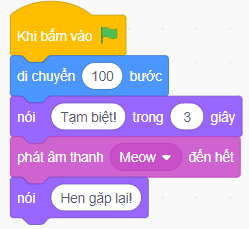 Khi bấm vào
di chuyển 100 bước
nói Tạm biệt! trong 3 giây
phát âm thanh Meow đến hết
nói Hen gặp lại!